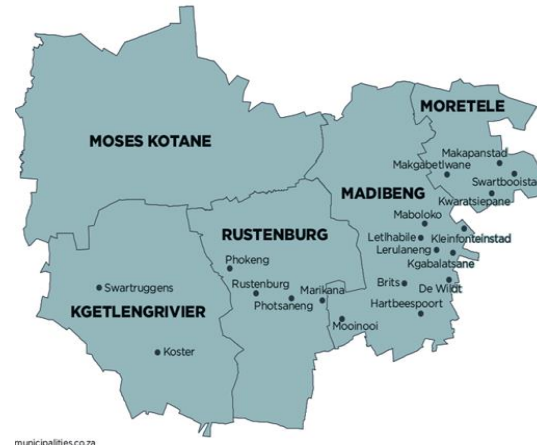 MORETELE
MOSES KOTANE
Makapanstad
Makgabetlwane
Swartbooista
MADIBENG
Kwaratsiepane
Maboloko
RUSTENBURG
Letlhabile
Kleinfonteinstad
Lerulaneng
Phokeng
Kgabalatsane
Swartruggens
Rustenburg
Marikana
Brits
De Wildt
Photsaneng
KGETLENGRIVIER
Hartbeespoort
Mooinooi
Koster
municipalities.co.za